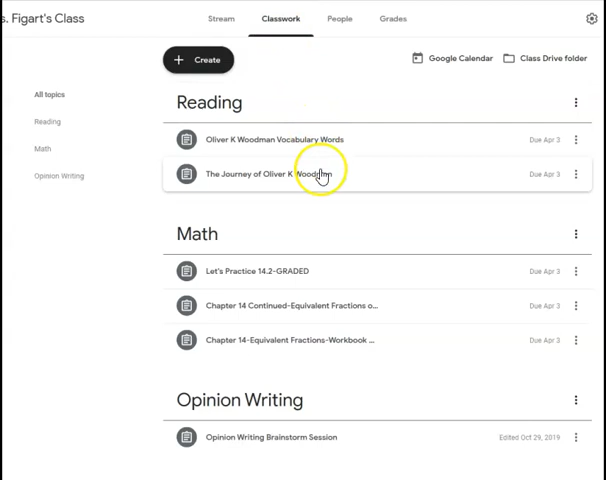 s. Figart's Class
Stream
Classwork
People
Grades
Create
Google Calendar
Class Drive folder
All topics
Reading
Math
Opinion Writing
Reading
Oliver K Woodman Vocabulary Words
Due Apr 3
The Journey of Oliver K Woodman
Due Apr 3
Math
Let's Practice 14.2-GRADED
Due Apr 3
Chapter 14 Continued-Equivalent Fractions o...
Due Apr 3
Chapter 14-Equivalent Fractions-Workbook ...
Due Apr 3
Opinion Writing
Opinion Writing Brainstorm Session
Edited Oct 29, 2019